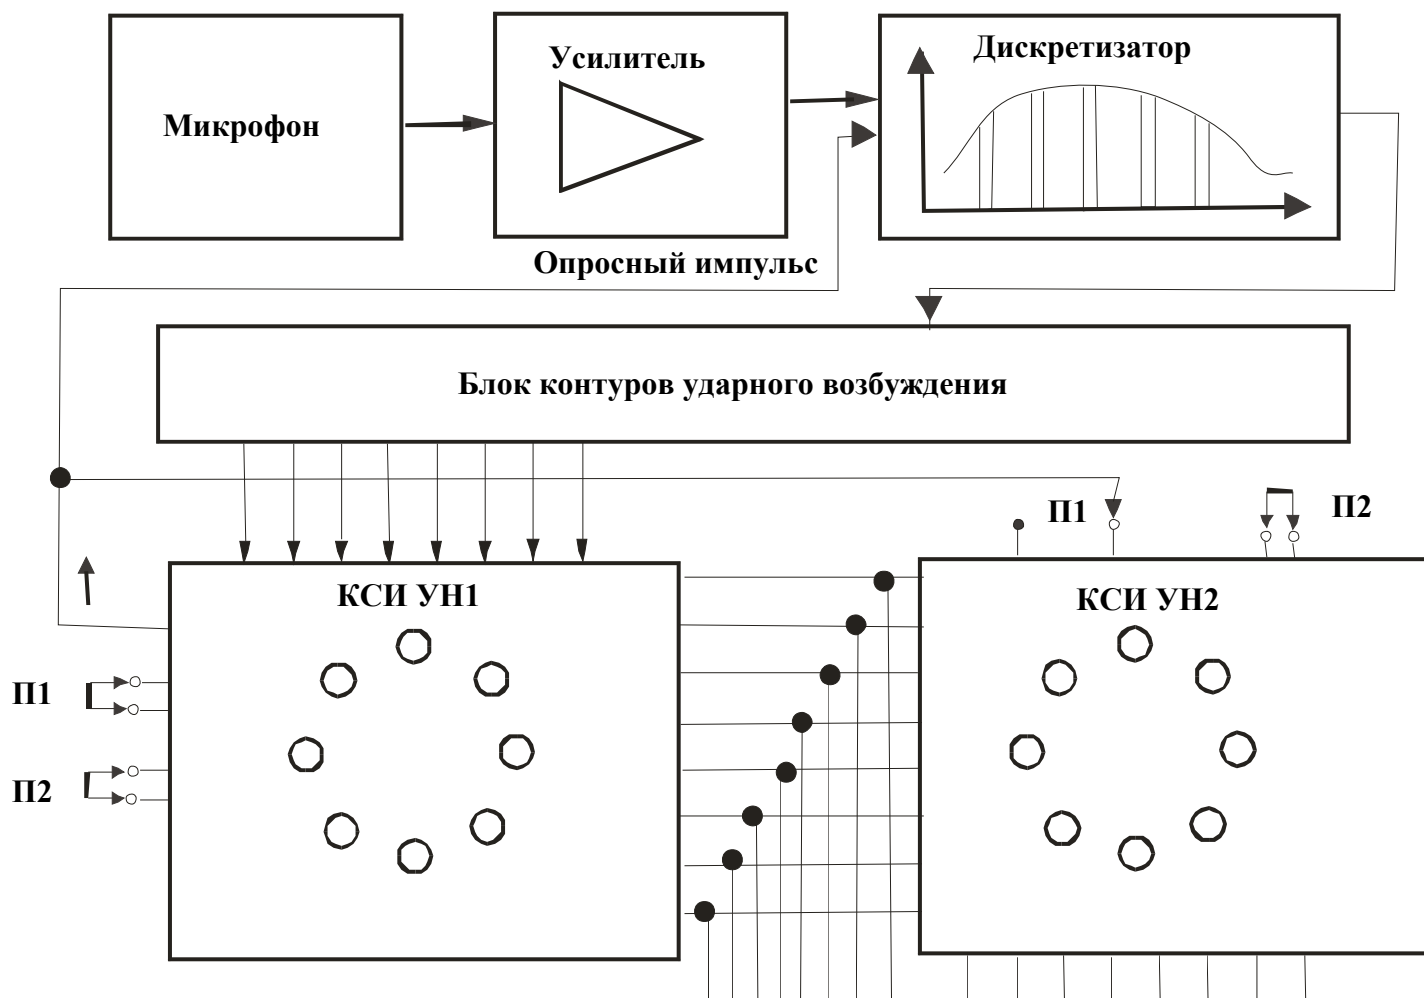 Микрофон
Усилитель
Дискретизатор
Опросный импульс
Блок контуров ударного возбуждения
П1
П2
КСИ УН1
КСИ УН2
П1
П2